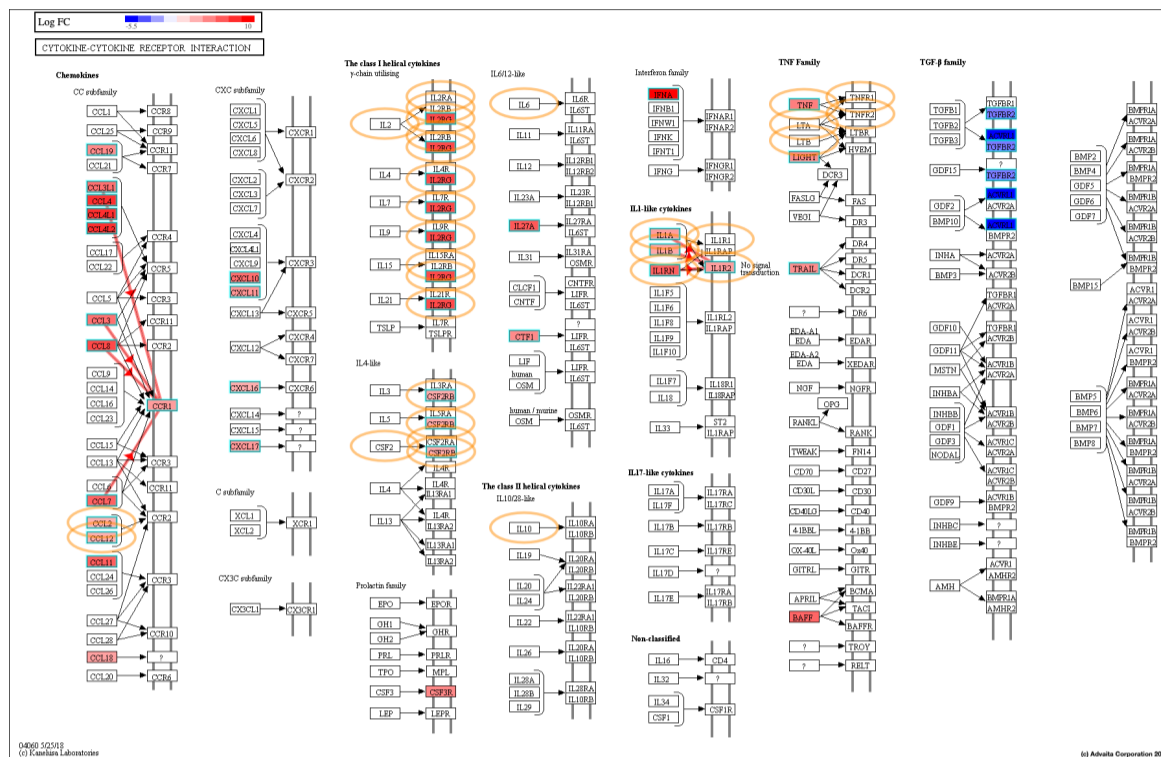 Log FC
-5.5 10
CYTOKINE-CYTOKINE RECEPTOR INTERACTION
Chemokines
CC subfamily
CCL1
CCL25
CCL19
CCL21
CCR8
CCR9
CCR11
CCR7
CCL3L1
CCL4
CCL4L1
CCL4L2
CCL17
CCL22
CCL5
CCL3
CCL8
CCR4
CCR5
CCR3
CCR11
CCR2
CCL9
CCL14
CCL16
CCL23
CCR1
CCL15
CCL13
CCL6
CCL7
CCL2
CCL12
CCR3
CCR11
CCR2
CCL11
CCL24
CCL26
CCL27
CCL28
CCL18
CCL20
CCR3
CCR10
?
CCR6
CXC subfamily
CXCL1
CXCL5
CXCL6
CXCL8
CXCL2
CXCL3
CXCL7
CXCR1
CXCR2
CXCL4
CXCL4L1
CXCL9
CXCL10
CXCL11
CXCL13
CXCL12
CXCR3
CXCR5
CXCR4
CXCR7
CXCL16
CXCR6
CXCL14
?
CXCL15
?
CXCL17
?
C subfamily
XCL1
XCL2
XCR1
CX3C subfamily
CX3CL1
CX3CR1
The class I helical cytokines
γ-chain utilising
IL2
IL2RA
IL2RB
IL2RG
IL2RB
IL2RG
IL4
IL4R
IL2RG
IL7
IL7R
IL2RG
IL9
IL9R
IL2RG
IL15
IL15RA
IL2RB
IL2RG
IL21
IL21R
IL2RG
TSLP
IL7R
TSLPR
IL4-like
IL3
IL3RA
CSF2RB
IL5
IL5RA
CSF2RB
CSF2
CSF2RA
CSF2RB
IL4
IL4R
IL13RA1
IL13
IL4R
IL13RA2
IL13RA1
IL13RA2
Prolactin family
EPO
EPOR
GH1
GH2
GHR
PRL
PRLR
TPO
MPL
CSF3
CSF3R
LEP
LEPR
IL6/12-like
IL6
IL6R
IL6ST
IL11
IL11RA
IL6ST
IL12
IL12RB1
IL12RB2
IL23A
IL23R
IL12RB1
IL27A
IL27RA
IL6ST
IL31
IL31RA
OSMR
CLCF1
CNTF
CNTFR
LIFR
IL6ST
CTF1
?
LIFR
IL6ST
LIF
human
OSM
LIFR
IL6ST
human / murine
OSM
OSMR
IL6ST
The class II helical cytokines
IL10/28-like
IL10
IL10RA
IL10RB
IL19
IL20RA
IL20RB
IL20
IL24
IL22RA1
IL20RB
IL22
IL22RA1
IL10RB
IL26
IL20RA
IL10RB
IL28A
IL28B
IL29
IL28RA
IL10RB
Interferon family
IFNA
IFNB1
IFNW1
IFNK
IFNT1
IFNAR1
IFNAR2
IFNG
IFNGR1
IFNGR2
IL1-like cytokines
IL1A
IL1B
IL1RN
IL1R1
IL1RAP
IL1R2
No signal
transduction
IL1F5
IL1F6
IL1F8
IL1F9
IL1F10
IL1RL2
IL1RAP
IL1F7
IL18
IL18R1
IL18RAP
IL33
ST2
IL1RAP
IL17-like cytokines
IL17A
IL17F
IL17RA
IL17RC
IL17B
IL17RB
IL17C
IL17RE
IL17D
?
IL17E
IL17RA
IL17RB
Non-classified
IL16
CD4
IL32
?
IL34
CSF1
CSF1R
TNF Family
TNF
LTA
LTB
LIGHT
TNFR1
TNFR2
LTBR
HVEM
DCR3
FASLG
FAS
VEGI
DR3
TRAIL
DR4
DR5
DCR1
DCR2
?
DR6
EDA-A1
EDA
EDAR
EDA-A2
EDA
XEDAR
NGF
NGFR
OPG
RANKL
RANK
TWEAK
FN14
CD70
CD27
CD30L
CD30
CD40LG
CD40
4-1BBL
4-1BB
OX-40L
Ox40
GITRL
GITR
APRIL
BAFF
BCMA
TACI
BAFFR
?
TROY
?
RELT
TGF-β family
TGFB1
TGFB2
TGFB3
TGFBR1
TGFBR2
TGFBR2
GDF15
?
TGFBR2
GDF2
BMP10
ACVR2A
BMPR2
INHA
BMP3
ACVR2A
ACVR2B
GDF10
GDF11
MSTN
INHBA
TGFBR1
ACVR2A
TGFBR1
ACVR2B
ACVR1B
ACVR2A
INHBB
GDF1
GDF3
NODAL
ACVR1B
ACVR2B
ACVR1C
ACVR2A
ACVR1C
ACVR2B
GDF9
ACVR1B
BMPR2
INHBC
?
INHBE
?
AMH
ACVR1
AMHR2
BMPR1A
AMHR2
BMP2
BMP4
GDF5
GDF6
GDF7
BMP15
BMPR1A
ACVR2A
BMPR1A
ACVR2B
BMPR1A
BMPR2
BMPR1B
ACVR2A
BMPR1B
ACVR2B
BMPR1B
BMPR2
BMP5
BMP6
BMP7
BMP8
ACVR1
ACVR2A
ACVR1
ACVR2B
ACVR1
BMPR2
BMPR1A
ACVR2A
BMPR1A
ACVR2B
BMPR1A
BMPR2
BMPR1B
ACVR2A
BMPR1B
ACVR2B
BMPR1B
BMPR2
04060 5/25/18
(c) Kanehisa Laboratories
(c) Advaita Corporation 20